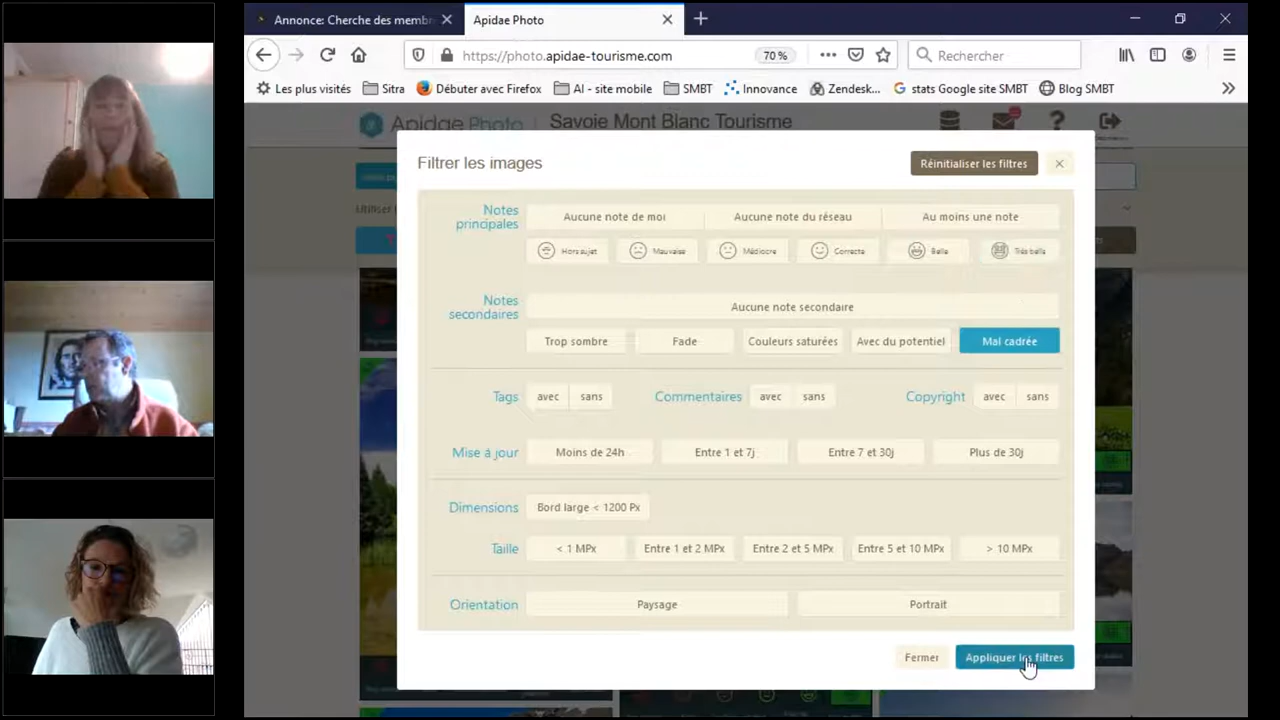 Annonce: Cherche des membr
Apidae Photo
https://photo.apidae-tourisme.com
70 %
Rechercher
Les plus visités
Sitra
Débuter avec Firefox
AI - site mobile
SMBT
Innovance
Zendesk...
stats Google site SMBT
Blog SMBT
Apidae Photo
Savoie Mont Blanc Tourisme
Filtrer les images
Réinitialiser les filtres
Notes principales
Aucune note de moi
Aucune note du réseau
Au moins une note
Hors sujet
Mauvaise
Médiocre
Correcte
Belle
Très belle
Notes secondaires
Aucune note secondaire
Trop sombre
Fade
Couleurs saturées
Avec du potentiel
Mal cadrée
Tags
avec
sans
Commentaires
avec
sans
Copyright
avec
sans
Mise à jour
Moins de 24h
Entre 1 et 7j
Entre 7 et 30j
Plus de 30j
Dimensions
Bord large < 1200 Px
Taille
< 1 MPx
Entre 1 et 2 MPx
Entre 2 et 5 MPx
Entre 5 et 10 MPx
> 10 MPx
Orientation
Paysage
Portrait
Fermer
Appliquer les filtres